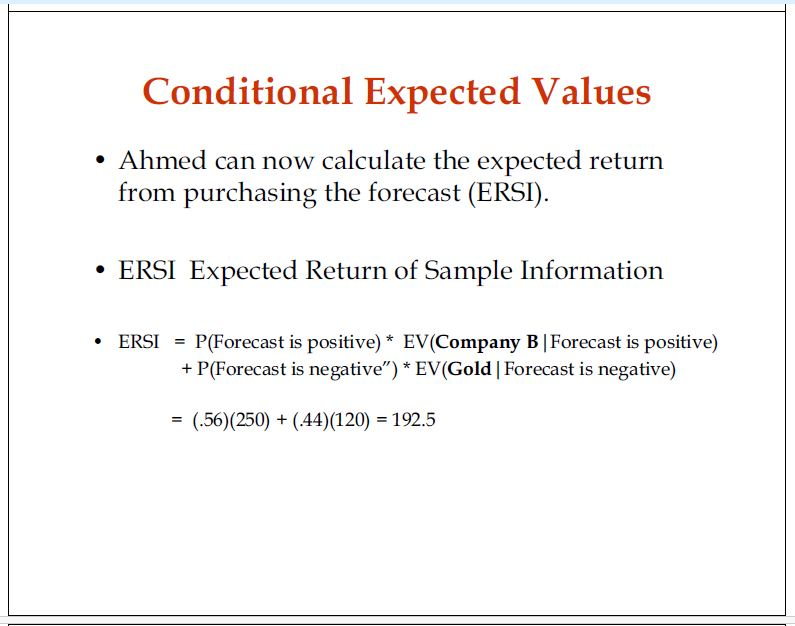 Conditional Expected Values
• Ahmed can now calculate the expected return
from purchasing the forecast (ERSI).
• ERSI Expected Return of Sample Information
• ERSI = P(Forecast is positive) * EV(Company B|Forecast is positive)
+ P(Forecast is negative”) * EV(Gold|Forecast is negative)
= (.56)(250) + (.44)(120) = 192.5